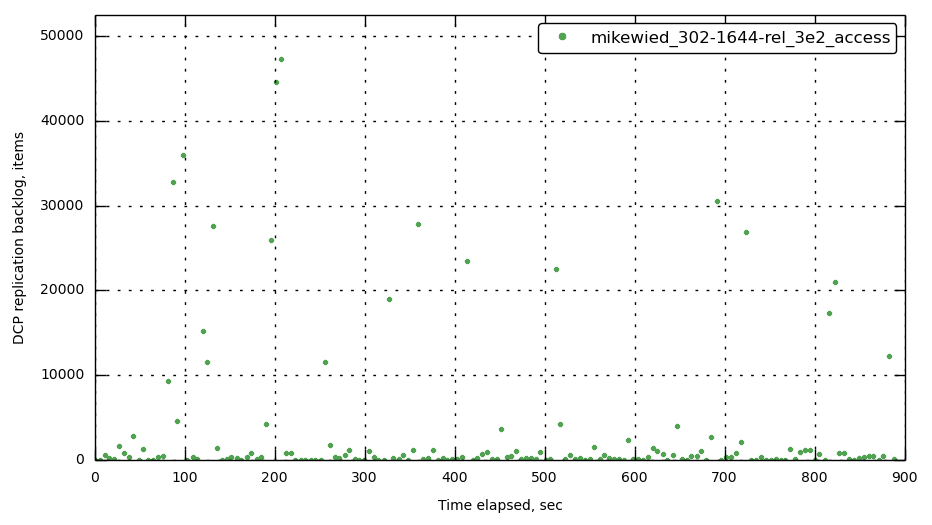 50000
mikewied_302-1644-rel_3e2_access
40000
30000
20000
10000
0
DCP replication backlog, items
0 100 200 300 400 500 600 700 800 900
Time elapsed, sec